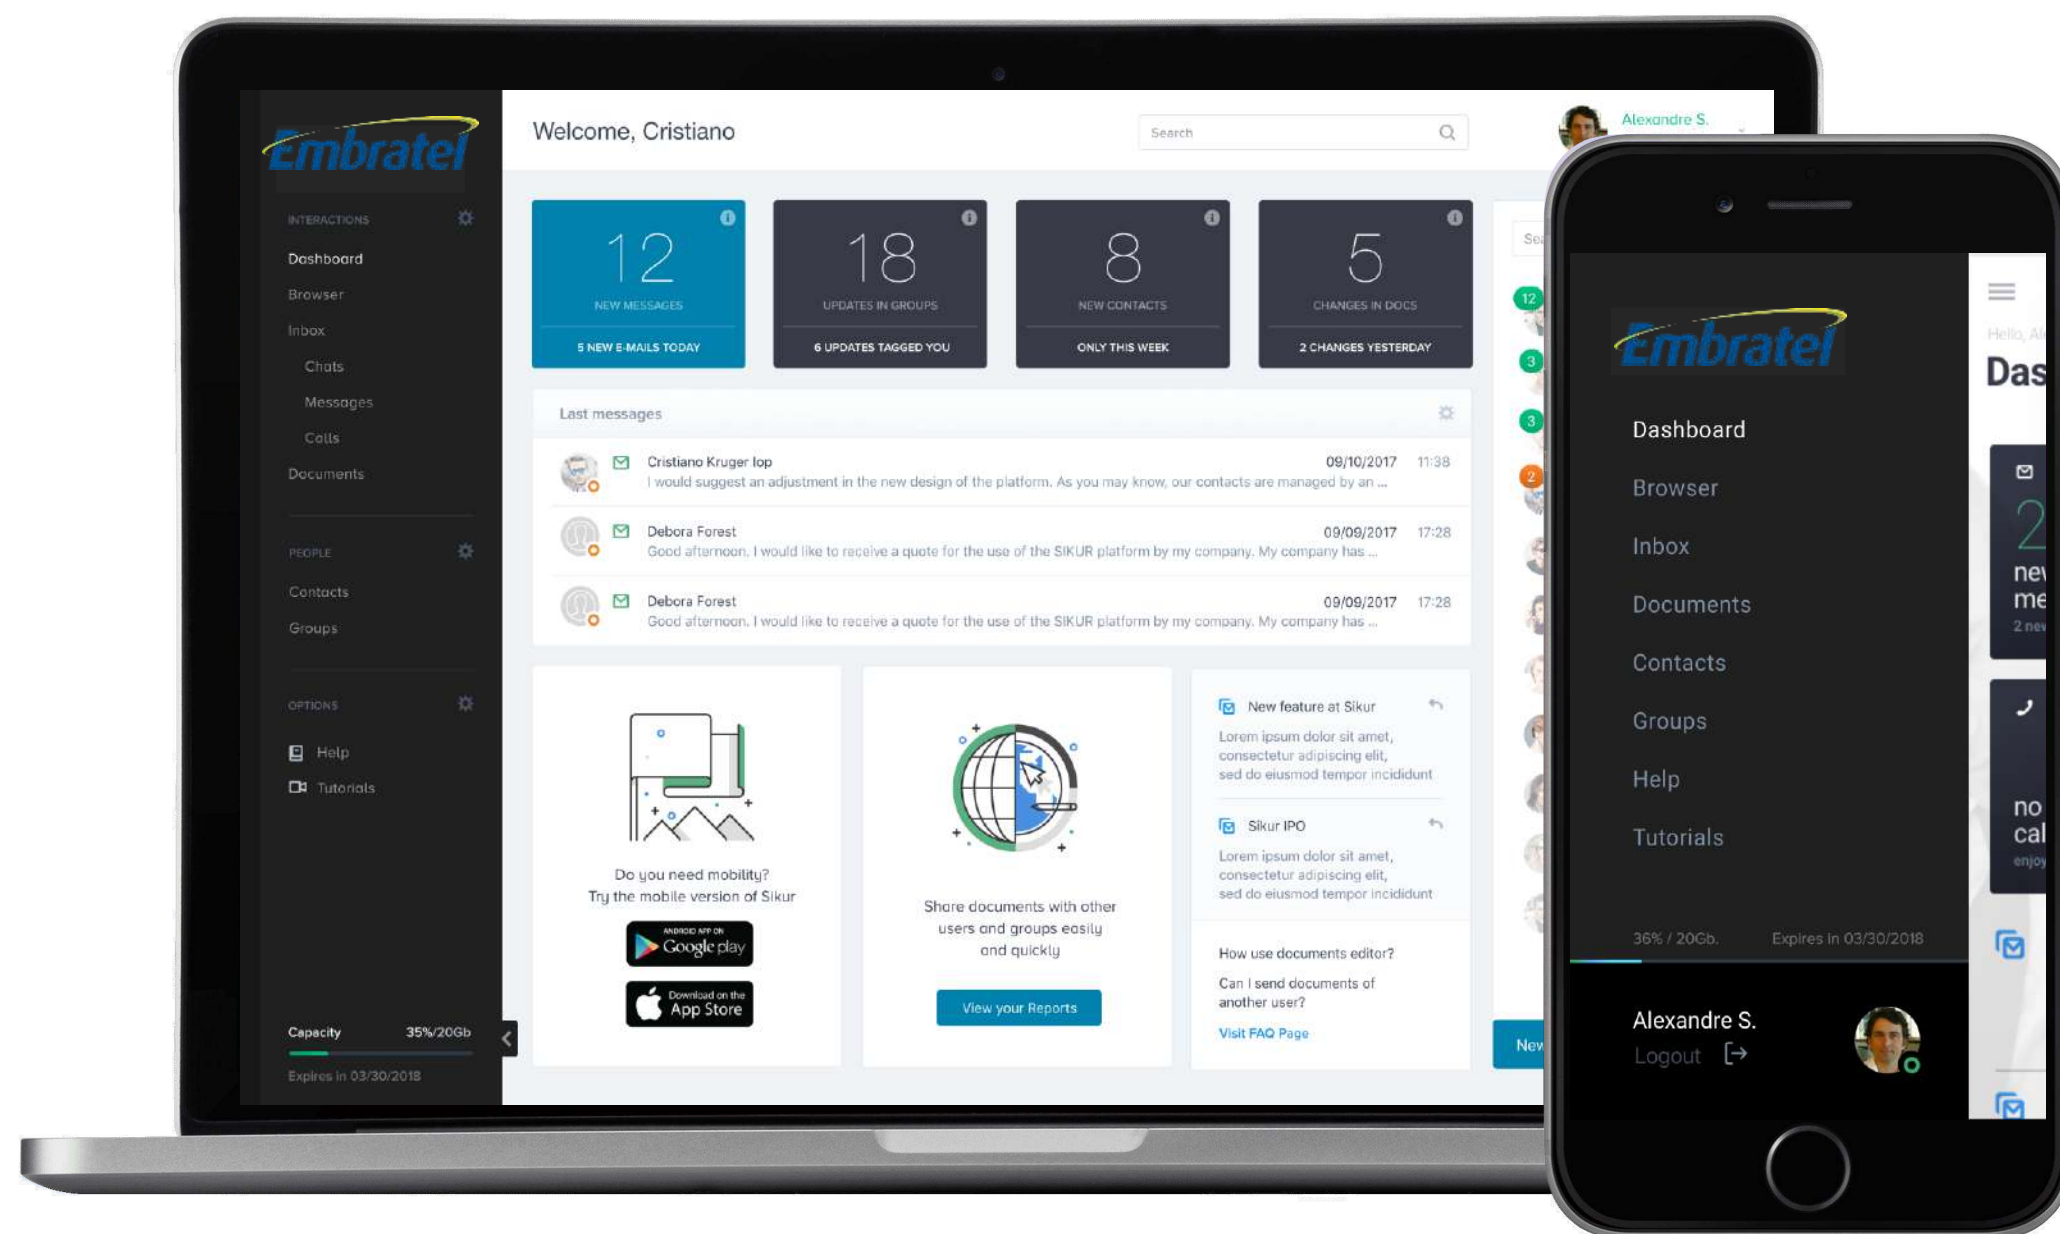 Embratel
INTERACTIONS
Dashboard
Browser
Inbox
Chats
Messages
Calls
Documents
PEOPLE
Contacts
Groups
OPTIONS
Help
Tutorials
Capacity 35%/20Gb
Expires in 03/30/2018
Welcome, Cristiano
Search
Alexandre S.
12
NEW MESSAGES
5 NEW E-MAILS TODAY
18
UPDATES IN GROUPS
6 UPDATES TAGGED YOU
8
NEW CONTACTS
ONLY THIS WEEK
5
CHANGES IN DOCS
2 CHANGES YESTERDAY
Last messages
Cristiano Kruger Iop 09/10/2017 11:38
I would suggest an adjustment in the new design of the platform. As you may know, our contacts are managed by an ...
Debora Forest 09/09/2017 17:28
Good afternoon. I would like to receive a quote for the use of the SIKUR platform by my company. My company has ...
Debora Forest 09/09/2017 17:28
Good afternoon. I would like to receive a quote for the use of the SIKUR platform by my company. My company has ...
Do you need mobility?
Try the mobile version of Sikur
ANDROID APP ON
Google play
Download on the
App Store
Share documents with other
users and groups easily
and quickly
View your Reports
New feature at Sikur
Lorem ipsum dolor sit amet,
consectetur adipiscing elit,
sed do eiusmod tempor incididunt
Sikur IPO
Lorem ipsum dolor sit amet,
consectetur adipiscing elit,
sed do eiusmod tempor incididunt
How use documents editor?
Can I send documents of
another user?
Visit FAQ Page
12
3
3
2
New
Embratel
Dashboard
Browser
Inbox
Documents
Contacts
Groups
Help
Tutorials
36% / 20Gb. Expires in 03/30/2018
Alexandre S.
Logout
Hello,
Das
2
new
me
2 new
no
cal
enjoy